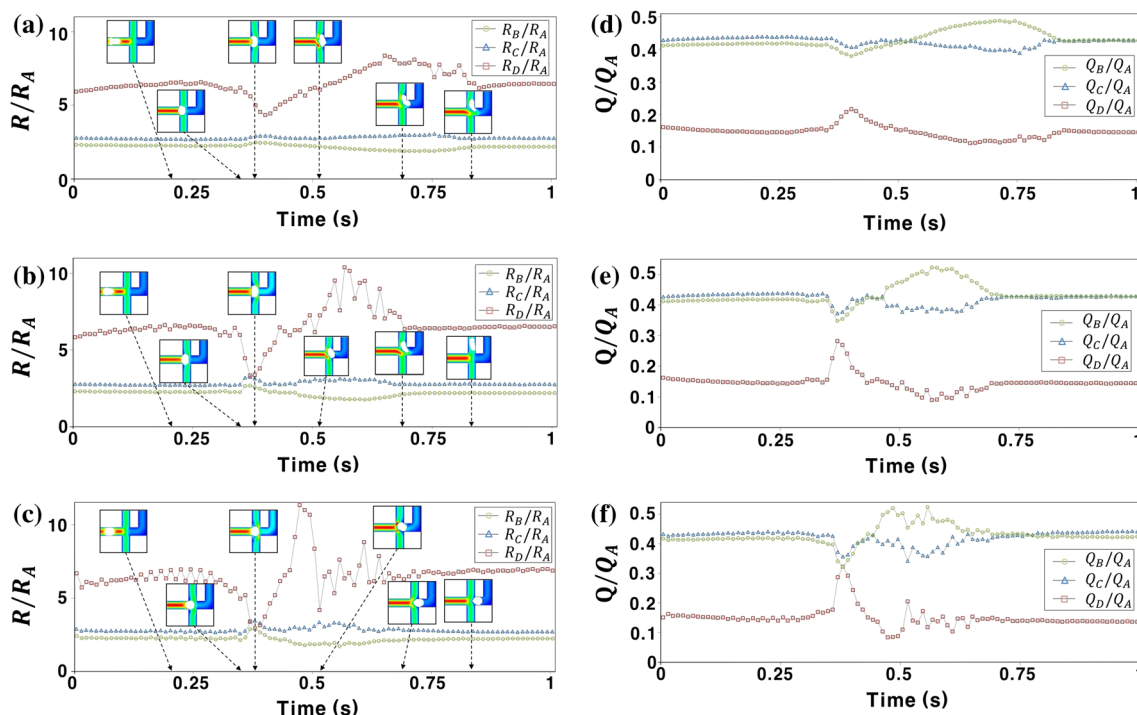 (a)
R/R_A
10
5
0
R_B/R_A
R_C/R_A
R_D/R_A
0 0.25 0.5 0.75 1
Time (s)
(d)
Q/Q_A
0.5
0.4
0.3
0.2
0.1
0
Q_B/Q_A
Q_C/Q_A
Q_D/Q_A
0 0.25 0.5 0.75 1
Time (s)
(b)
R/R_A
10
5
0
R_B/R_A
R_C/R_A
R_D/R_A
0 0.25 0.5 0.75 1
Time (s)
(e)
Q/Q_A
0.5
0.4
0.3
0.2
0.1
0
Q_B/Q_A
Q_C/Q_A
Q_D/Q_A
0 0.25 0.5 0.75 1
Time (s)
(c)
R/R_A
10
5
0
R_B/R_A
R_C/R_A
R_D/R_A
0 0.25 0.5 0.75 1
Time (s)
(f)
Q/Q_A
0.5
0.4
0.3
0.2
0.1
0
Q_B/Q_A
Q_C/Q_A
Q_D/Q_A
0 0.25 0.5 0.75 1
Time (s)